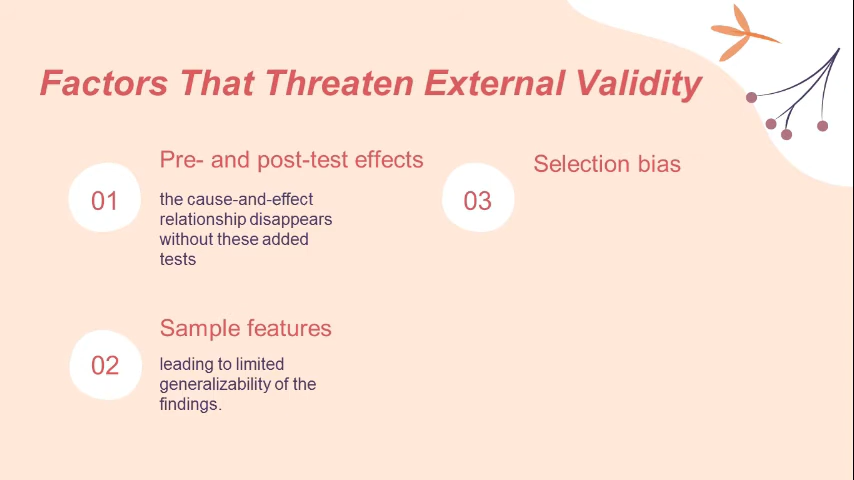 Factors That Threaten External Validity
01
Pre- and post-test effects
the cause-and-effect
relationship disappears
without these added
tests
02
Sample features
leading to limited
generalizability of the
findings.
03
Selection bias